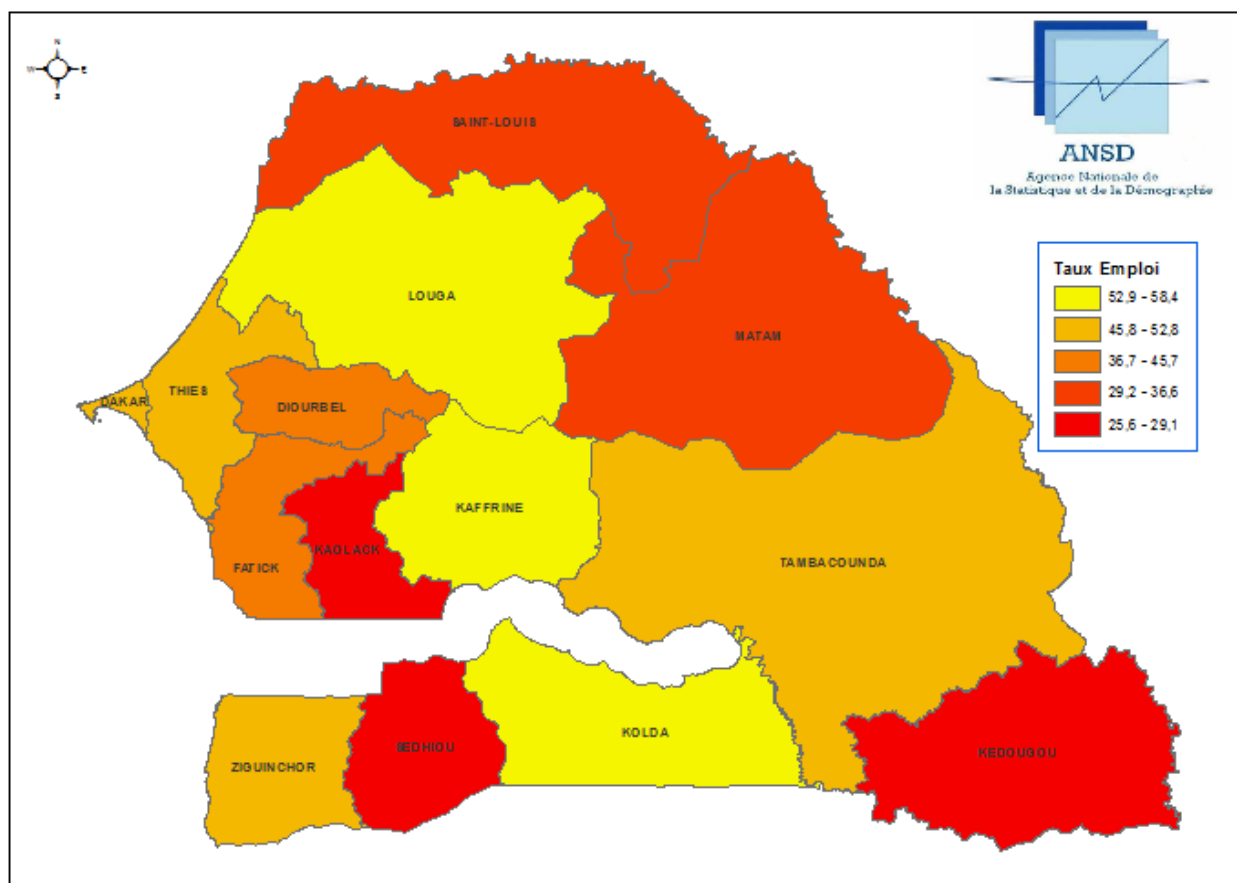 N
W
E
S
ANSD
Agence Nationale de
la Statistique et de la Démographie
SAINT-LOUIS
Taux Emploi
52,9 - 58,4
45,8 - 52,8
36,7 - 45,7
29,2 - 36,6
25,6 - 29,1
LOUGA
MATAM
THIES
DAKAR
DIOURBEL
KAFFRINE
KAOLACK
FATICK
TAMBACOUNDA
KOLDA
SEDHIOU
ZIGUINCHOR
KEDOUGOU